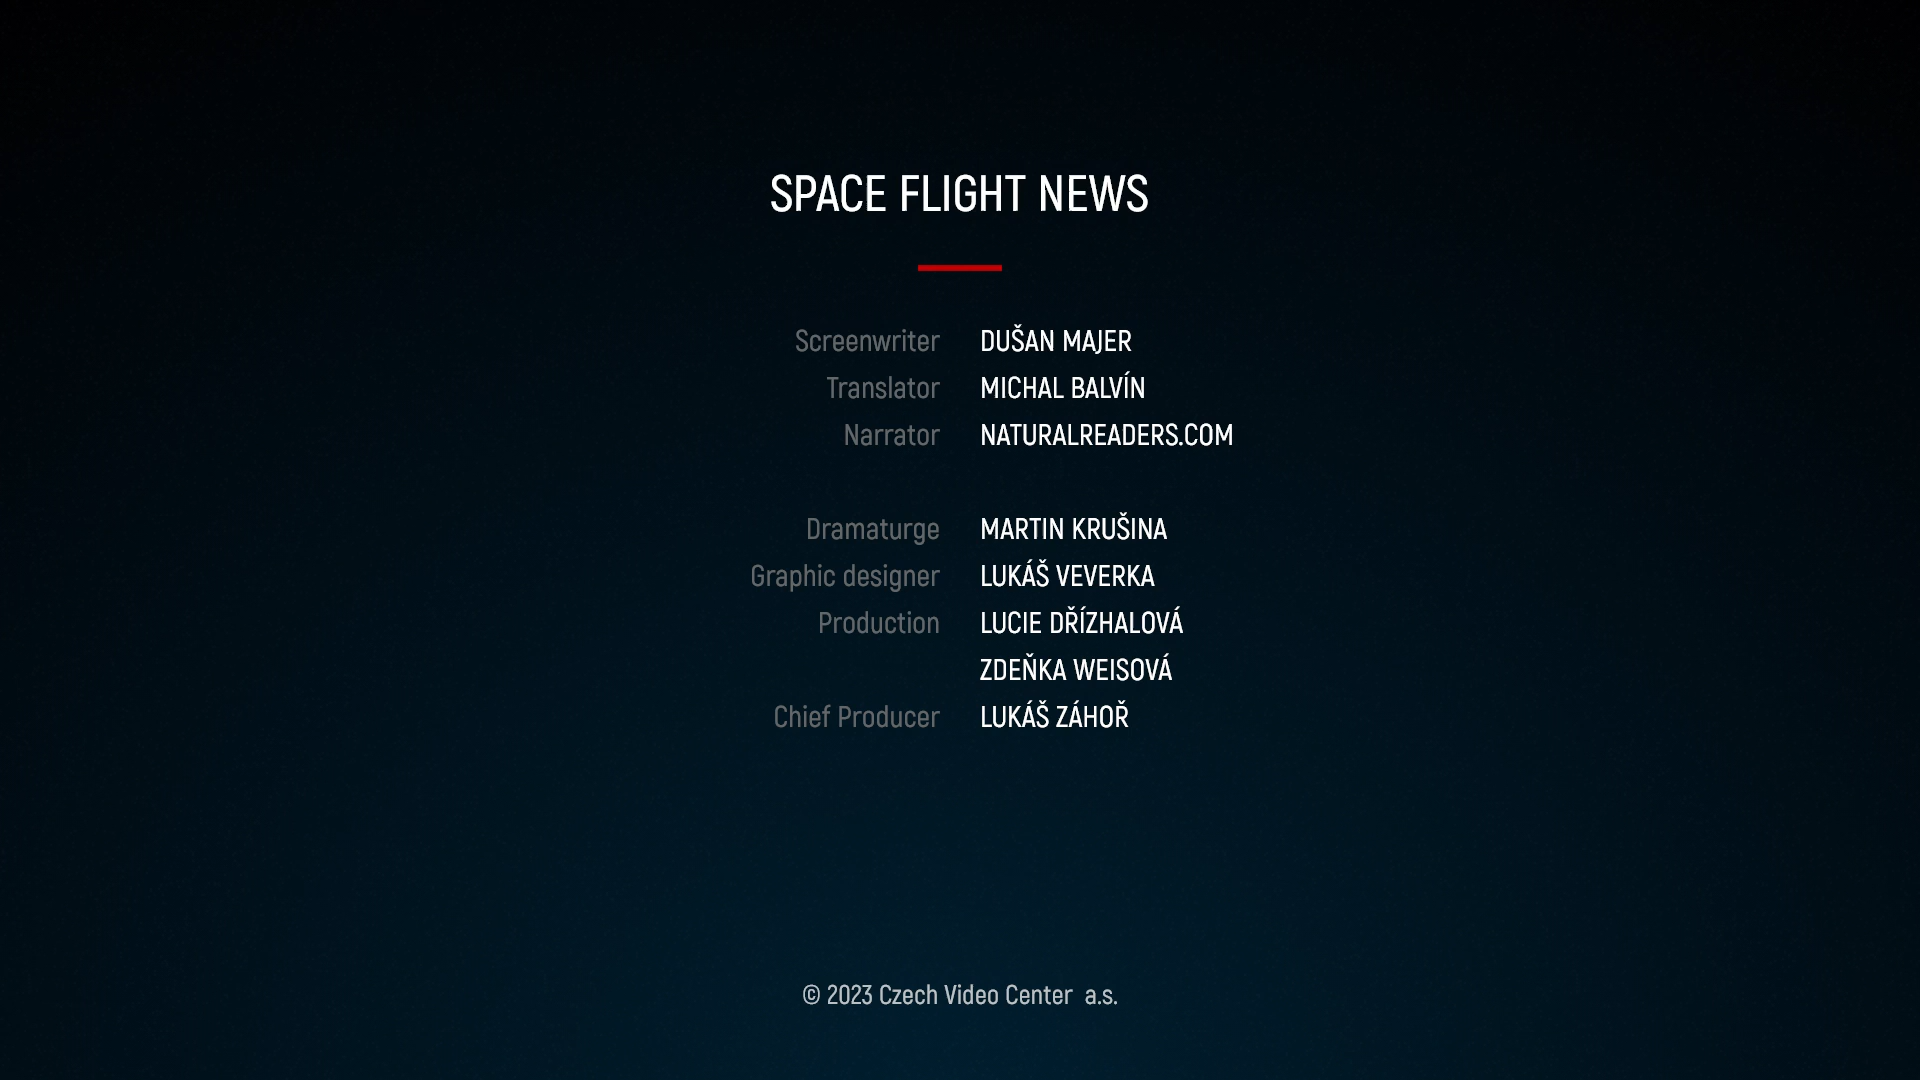 SPACE FLIGHT NEWS
Screenwriter DUŠAN MAJER
Translator MICHAL BALVÍN
Narrator NATURALREADERS.COM
Dramaturge MARTIN KRUŠINA
Graphic designer LUKÁŠ VEVERKA
Production LUCIE DŘÍZHALOVÁ
ZDEŇKA WEISOVÁ
Chief Producer LUKÁŠ ZÁHOŘ
© 2023 Czech Video Center a.s.